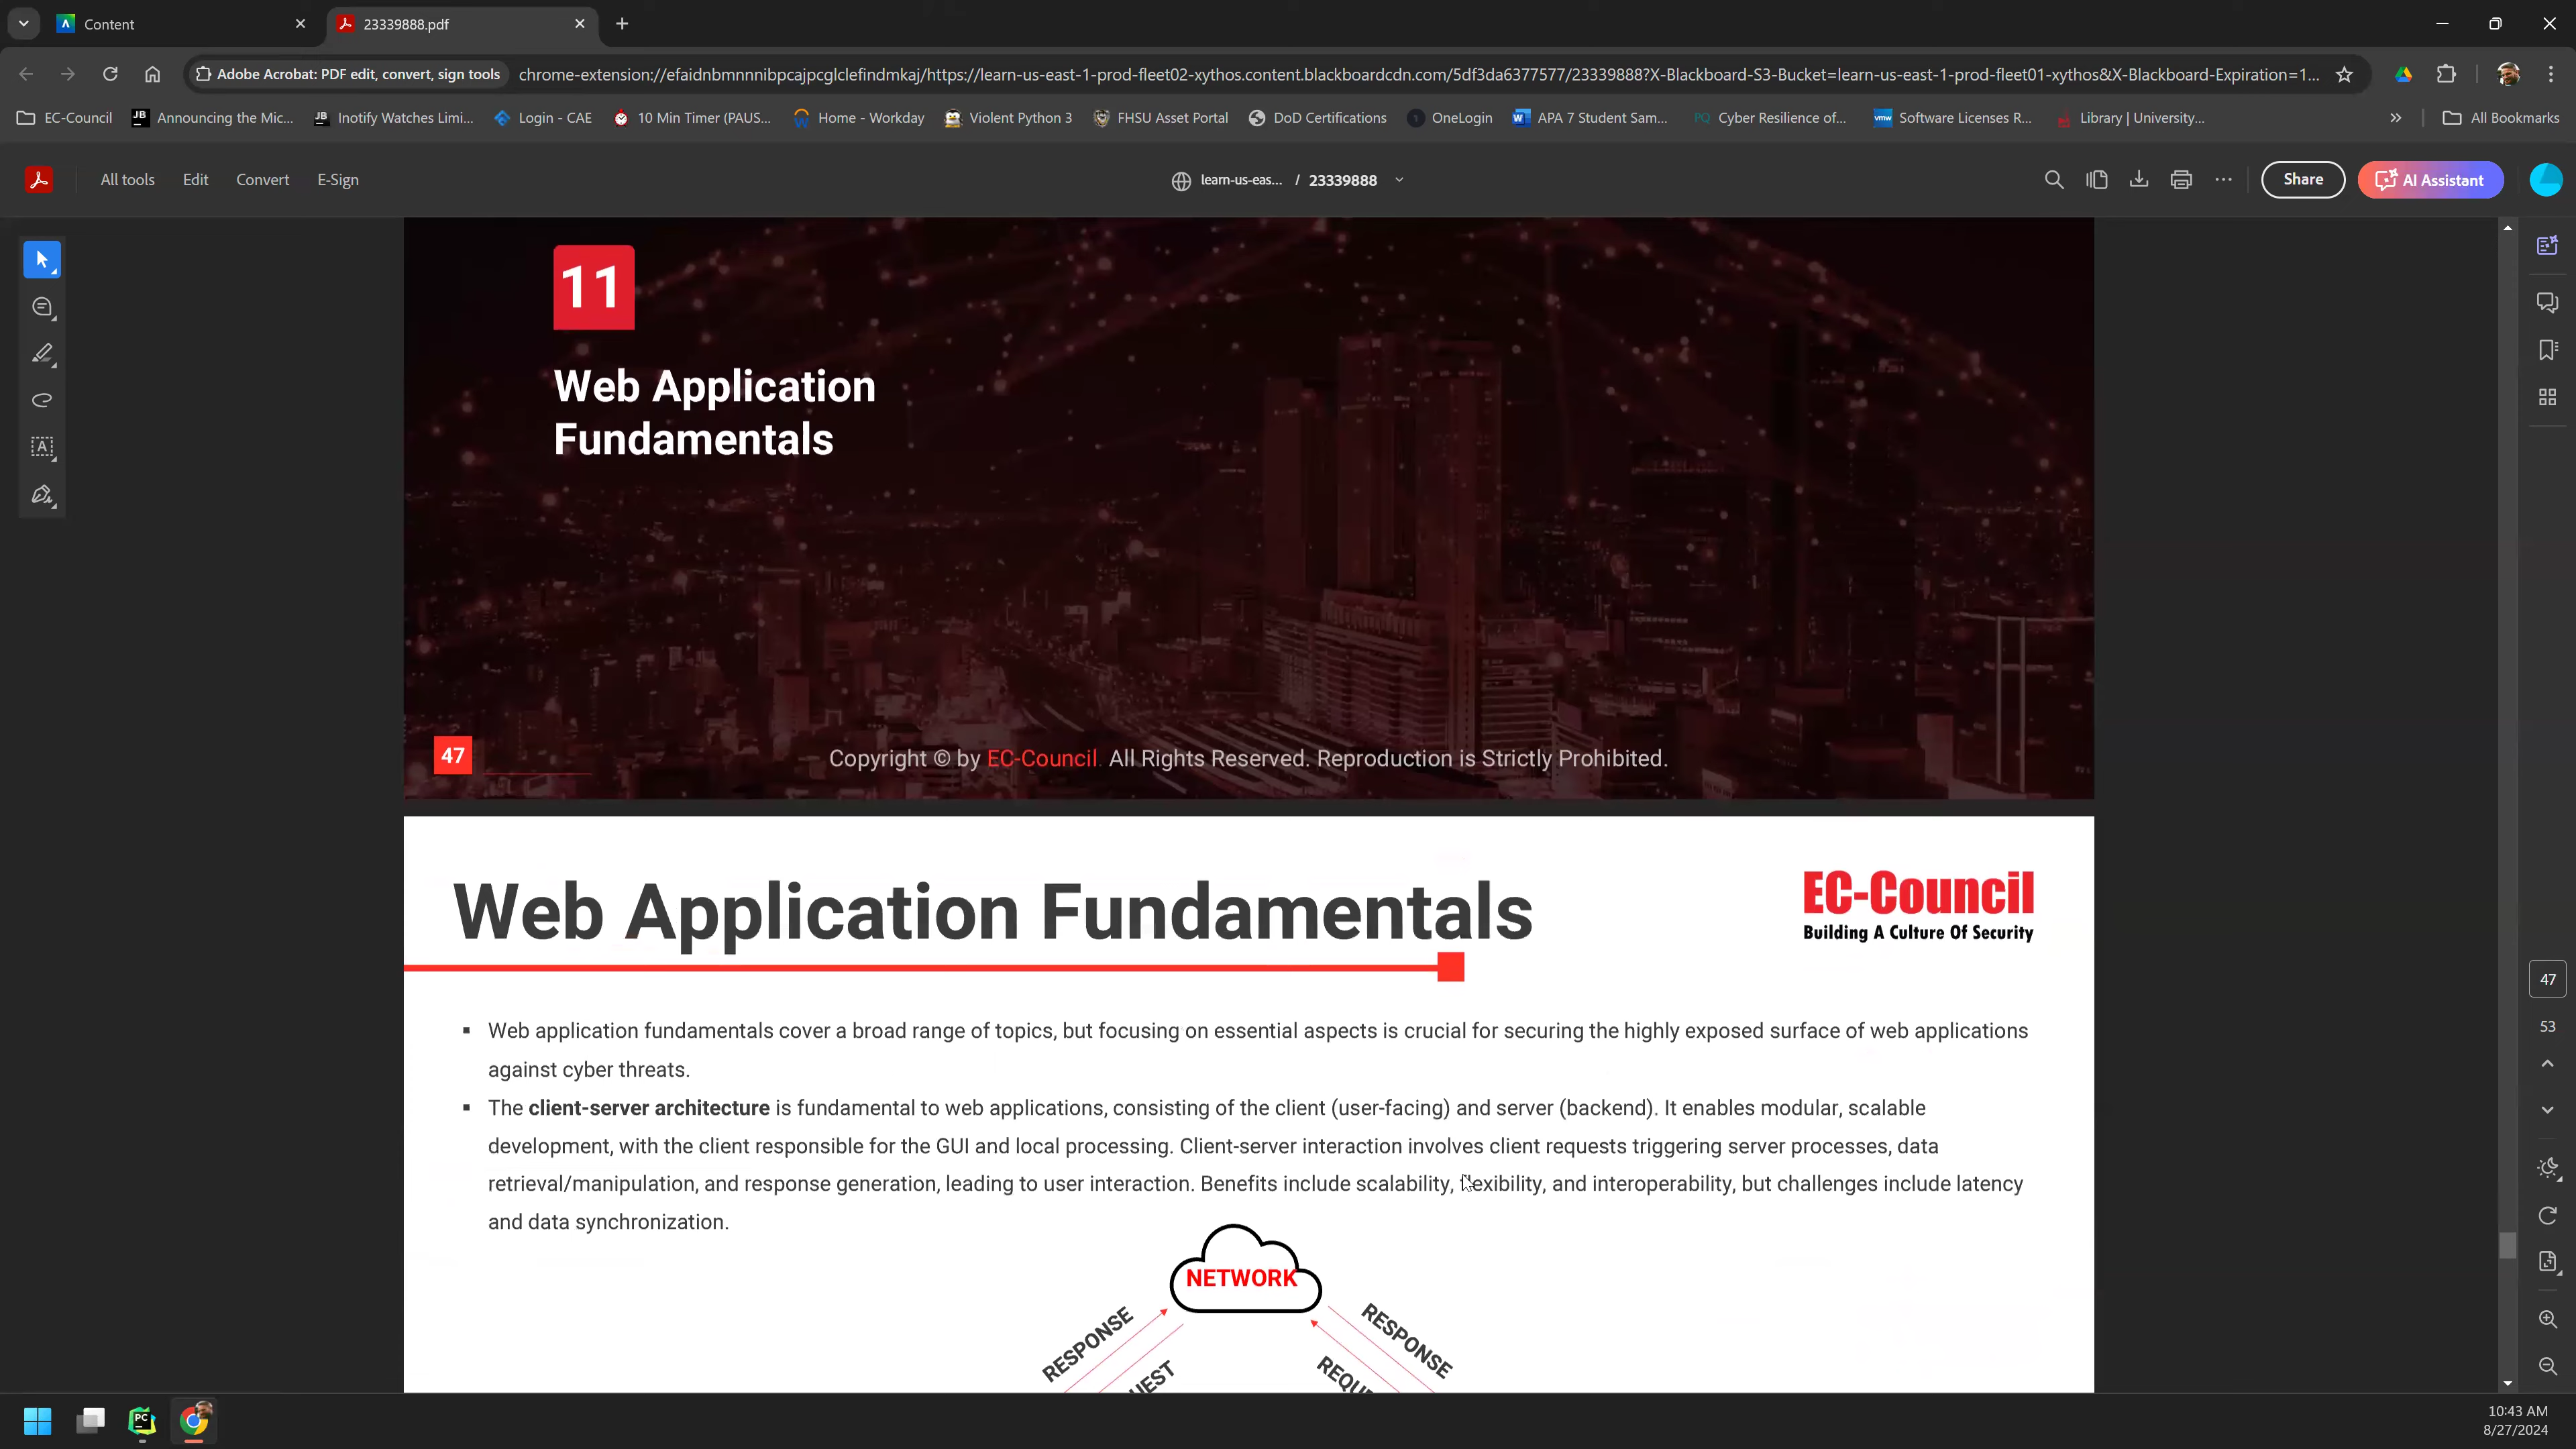 Content
23339888.pdf
Adobe Acrobat: PDF edit, convert, sign tools
chrome-extension://efaidnbmnnnibpcajpcglclefindmkaj/https://learn-us-east-1-prod-fleet02-xythos.content.blackboardcdn.com/5df3da6377577/23339888?X-Blackboard-S3-Bucket=learn-us-east-1-prod-fleet01-xythos&X-Blackboard-Expiration=1...
EC-Council
JB Announcing the Mic...
JB Inotify Watches Limi...
Login - CAE
10 Min Timer (PAUS...
Home - Workday
Violent Python 3
FHSU Asset Portal
DoD Certifications
OneLogin
APA 7 Student Sam...
PQ Cyber Resilience of...
vmw Software Licenses R...
Library | University...
All Bookmarks
All tools
Edit
Convert
E-Sign
learn-us-eas... / 23339888
Share
AI Assistant
11
Web Application
Fundamentals
47
Copyright © by EC-Council. All Rights Reserved. Reproduction is Strictly Prohibited.
Web Application Fundamentals
EC-Council
Building A Culture Of Security
Web application fundamentals cover a broad range of topics, but focusing on essential aspects is crucial for securing the highly exposed surface of web applications
against cyber threats.
The client-server architecture is fundamental to web applications, consisting of the client (user-facing) and server (backend). It enables modular, scalable
development, with the client responsible for the GUI and local processing. Client-server interaction involves client requests triggering server processes, data
retrieval/manipulation, and response generation, leading to user interaction. Benefits include scalability, flexibility, and interoperability, but challenges include latency
and data synchronization.
NETWORK
RESPONSE
RESPONSE
47
53
PC
10:43 AM
8/27/2024